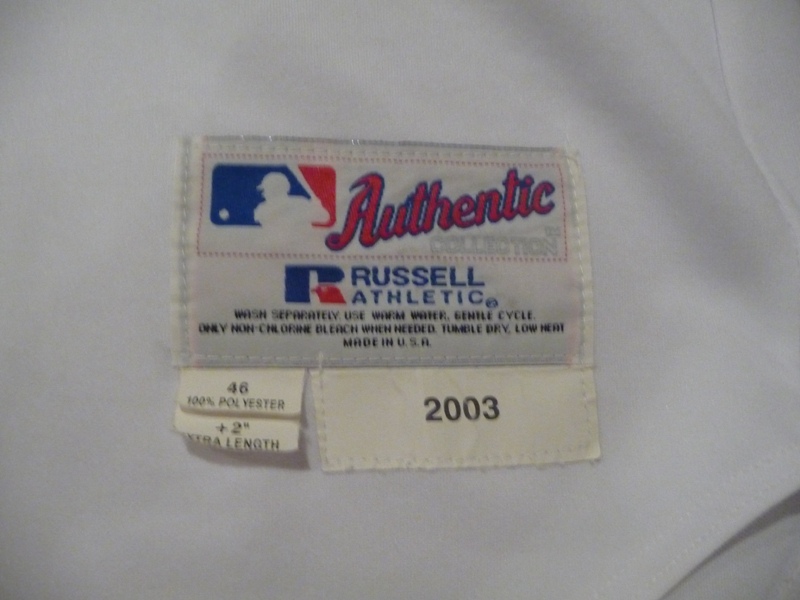 Authentic
COLLECTION™
RUSSELL
ATHLETIC®
WASH SEPARATELY. USE WARM WATER, GENTLE CYCLE.
ONLY NON-CHLORINE BLEACH WHEN NEEDED. TUMBLE DRY, LOW HEAT
MADE IN U.S.A.
46
100% POLYESTER
+2"
XTRA LENGTH
2003